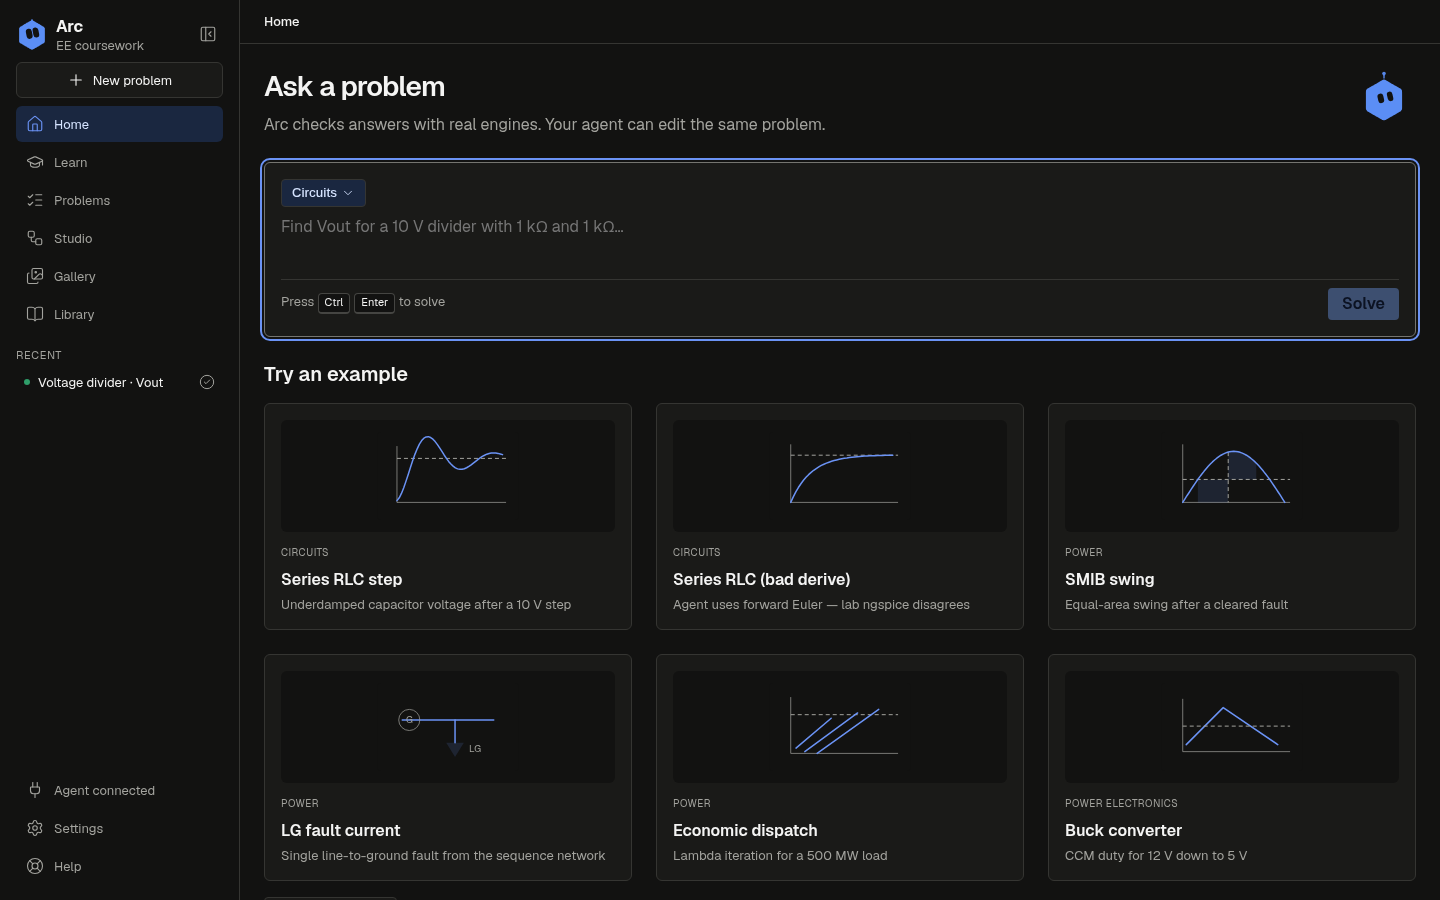 Arc
EE coursework
New problem
Home
Learn
Problems
Studio
Gallery
Library
RECENT
Voltage divider · Vout
Agent connected
Settings
Help
Home
Ask a problem
Arc checks answers with real engines. Your agent can edit the same problem.
Circuits
Find Vout for a 10 V divider with 1 kΩ and 1 kΩ...
Press Ctrl Enter to solve
Solve
Try an example
CIRCUITS
Series RLC step
Underdamped capacitor voltage after a 10 V step
CIRCUITS
Series RLC (bad derive)
Agent uses forward Euler — lab ngspice disagrees
POWER
SMIB swing
Equal-area swing after a cleared fault
G
LG
POWER
LG fault current
Single line-to-ground fault from the sequence network
POWER
Economic dispatch
Lambda iteration for a 500 MW load
POWER ELECTRONICS
Buck converter
CCM duty for 12 V down to 5 V